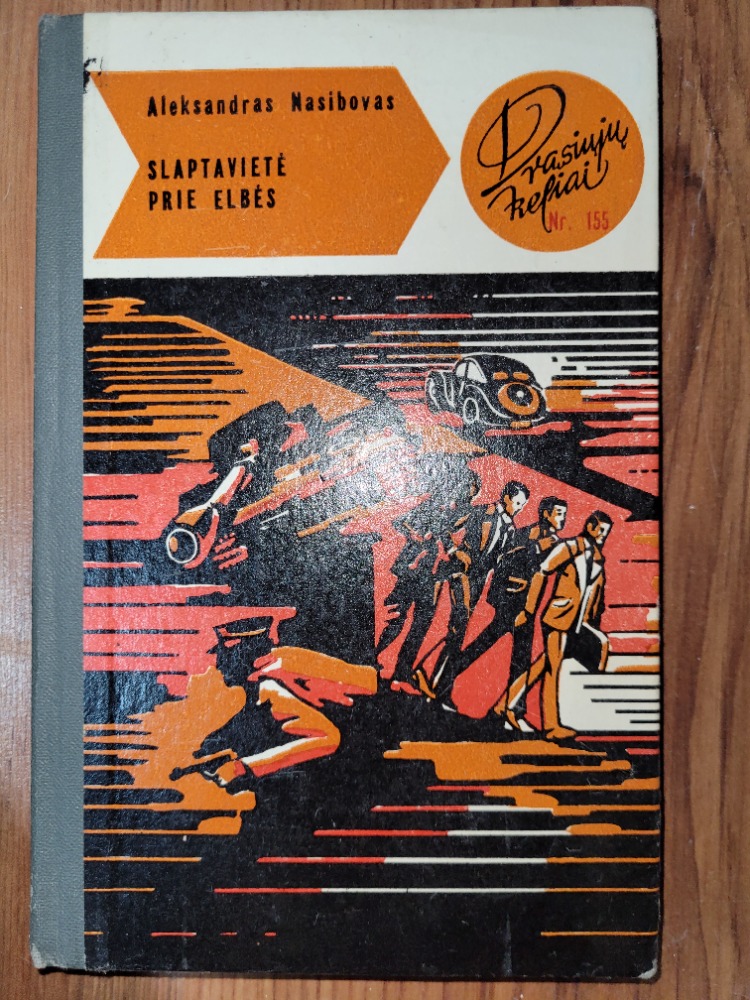 Aleksandras Nasibovas
SLAPTAVIETĖ
PRIE ELBĖS
Drąsiųjų
keliai
Nr. 155